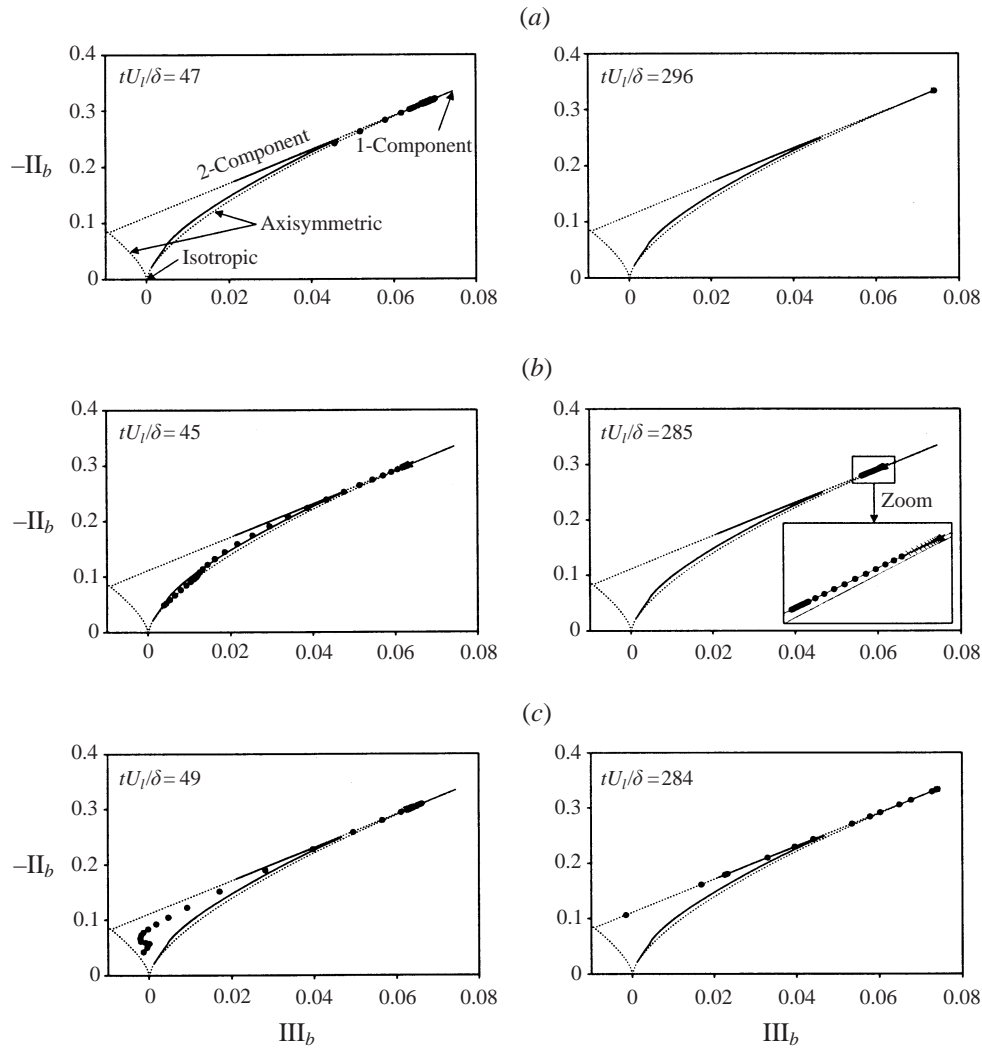 (a)
0.4
0.3
0.2
0.1
0
–II_b
tU_l/δ = 47
2-Component
1-Component
Axisymmetric
Isotropic
0 0.02 0.04 0.06 0.08
0.4
0.3
0.2
0.1
0
tU_l/δ = 296
0 0.02 0.04 0.06 0.08
(b)
0.4
0.3
0.2
0.1
0
–II_b
tU_l/δ = 45
0 0.02 0.04 0.06 0.08
0.4
0.3
0.2
0.1
0
tU_l/δ = 285
Zoom
0 0.02 0.04 0.06 0.08
(c)
0.4
0.3
0.2
0.1
0
–II_b
tU_l/δ = 49
0 0.02 0.04 0.06 0.08
III_b
0.4
0.3
0.2
0.1
0
tU_l/δ = 284
0 0.02 0.04 0.06 0.08
III_b